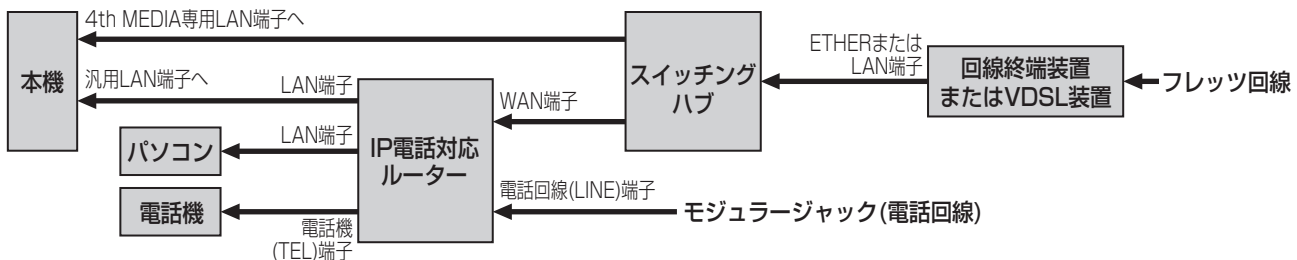 4th MEDIA専用LAN端子へ
本機
汎用LAN端子へ
LAN端子
LAN端子
パソコン
電話機
電話機
(TEL)端子
IP電話対応
ルーター
WAN端子
電話回線(LINE)端子
モジュラージャック(電話回線)
スイッチング
ハブ
ETHERまたは
LAN端子
回線終端装置
またはVDSL装置
フレッツ回線